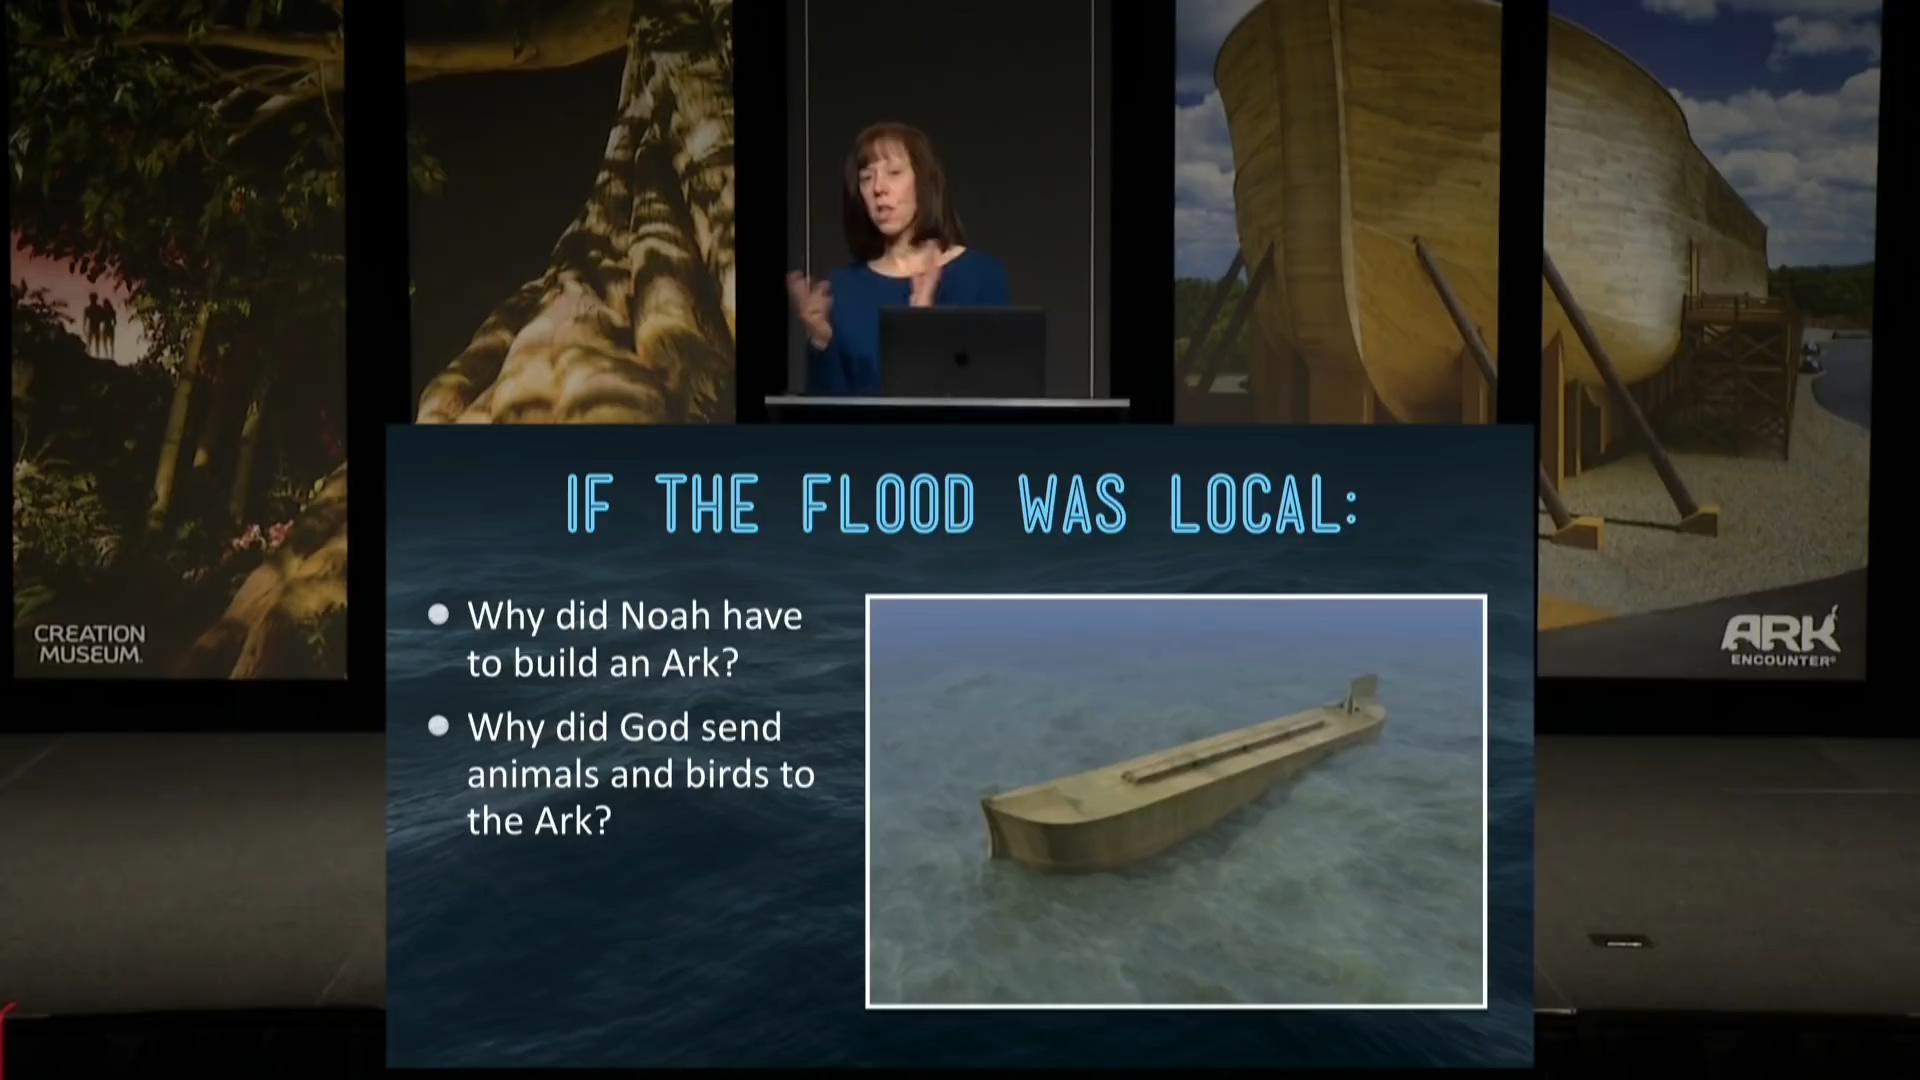 CREATION
MUSEUM
ARK
ENCOUNTER
IF THE FLOOD WAS LOCAL:
Why did Noah have
to build an Ark?
Why did God send
animals and birds to
the Ark?